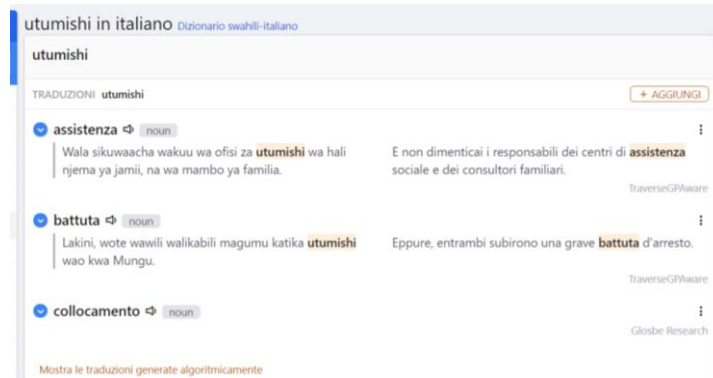 utumishi in italiano Dizionario swahili-italiano
utumishi
TRADUZIONI utumishi
+ AGGIUNGI
assistenza noun
Wala sikuwaacha wakuu wa ofisi za utumishi wa hali
njema ya jamii, na wa mambo ya familia.
E non dimenticai i responsabili dei centri di assistenza
sociale e dei consultori familiari.
TraverseGPAware
battuta noun
Lakini, wote wawili walikabili magumu katika utumishi
wao kwa Mungu.
Eppure, entrambi subirono una grave battuta d'arresto.
TraverseGPAware
collocamento noun
Glosbe Research
Mostra le traduzioni generate algoritmicamente